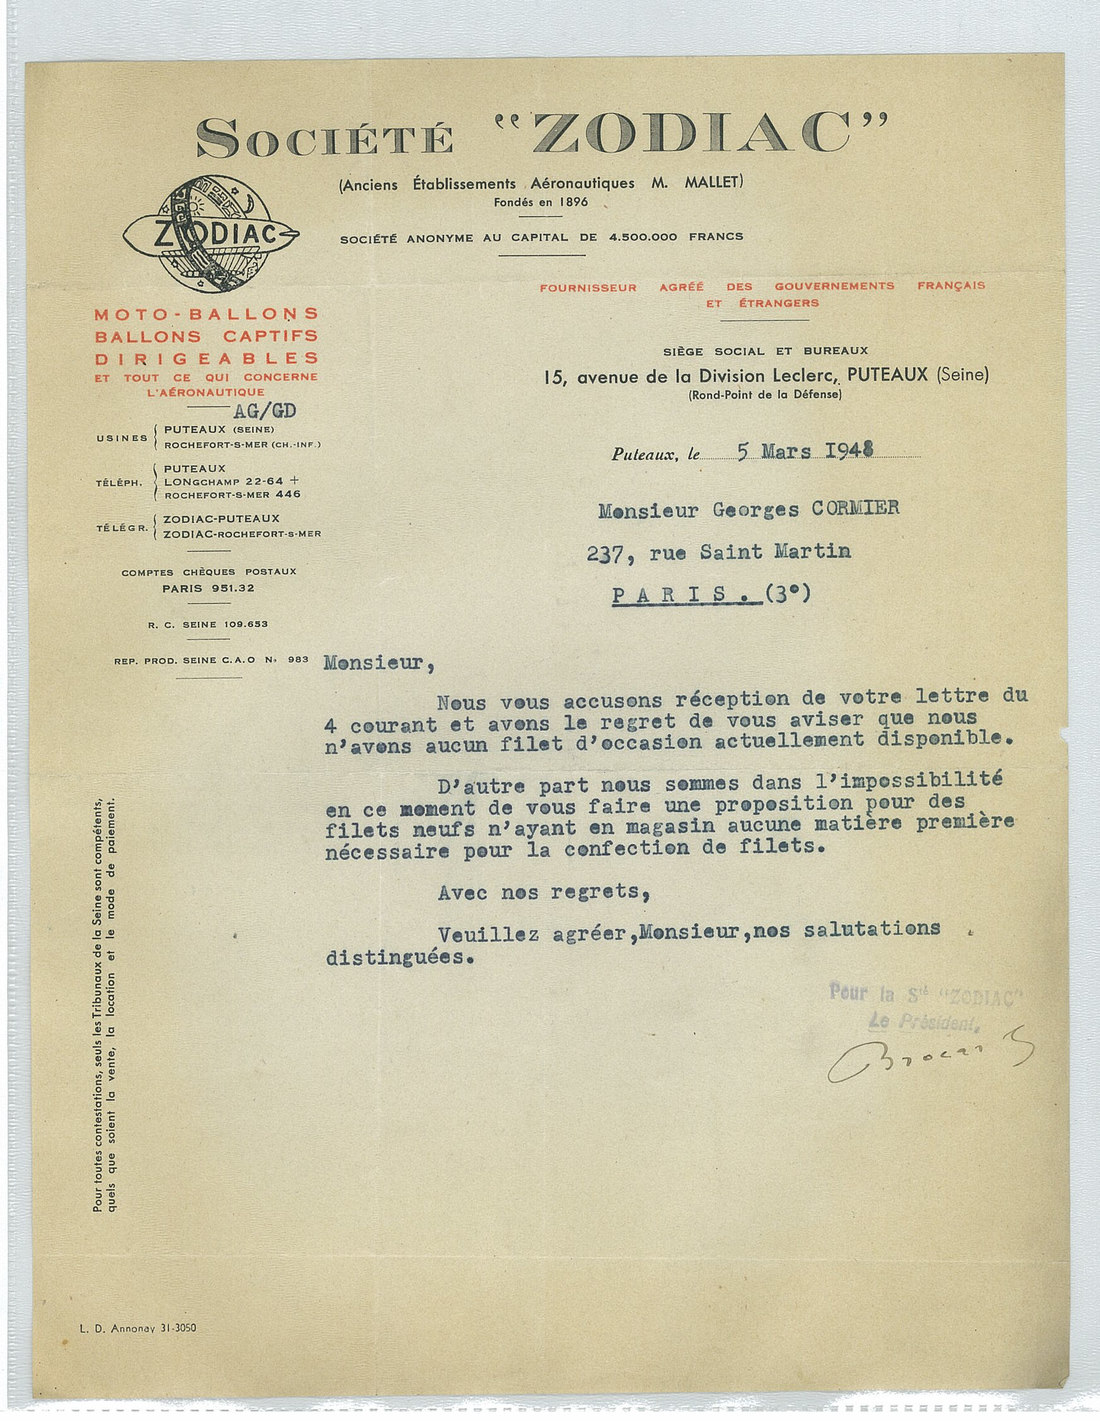 Société “ZODIAC”
(Anciens Établissements Aéronautiques M. MALLET)
Fondés en 1896
SOCIÉTÉ ANONYME AU CAPITAL DE 4.500.000 FRANCS
ZODIAC
FOURNISSEUR AGRÉÉ DES GOUVERNEMENTS FRANÇAIS
ET ÉTRANGERS
MOTO-BALLONS
BALLONS CAPTIFS
DIRIGEABLES
ET TOUT CE QUI CONCERNE
L'AÉRONAUTIQUE
SIÈGE SOCIAL ET BUREAUX
15, avenue de la Division Leclerc, PUTEAUX (Seine)
(Rond-Point de la Défense)
AG/GD
USINES
PUTEAUX (SEINE)
ROCHEFORT-S-MER (CH.-INF.)
TÉLÈPH.
PUTEAUX
LONGCHAMP 22-64 +
ROCHEFORT-S-MER 446
TÉLÉGR.
ZODIAC-PUTEAUX
ZODIAC-ROCHEFORT-S-MER
COMPTES CHÈQUES POSTAUX
PARIS 951.32
R. C. SEINE 109.653
REP. PROD. SEINE C.A.O N. 983
Puteaux, le 5 Mars 1948
Monsieur Georges CORMIER
237, rue Saint Martin
P A R I S . (3°)
Monsieur,
Nous vous accusons réception de votre lettre du
4 courant et avons le regret de vous aviser que nous
n'avons aucun filet d'occasion actuellement disponible.
D'autre part nous sommes dans l'impossibilité
en ce moment de vous faire une proposition pour des
filets neufs n'ayant en magasin aucune matière première
nécessaire pour la confection de filets.
Avec nos regrets,
Veuillez agréer,Monsieur,nos salutations
distinguées.
Pour la Sté “ZODIAC”
Le Président,
Pour toutes contestations, seuls les Tribunaux de la Seine sont compétents,
quels que soient la vente, la location et le mode de paiement.
L. D. Annonay 31-3050